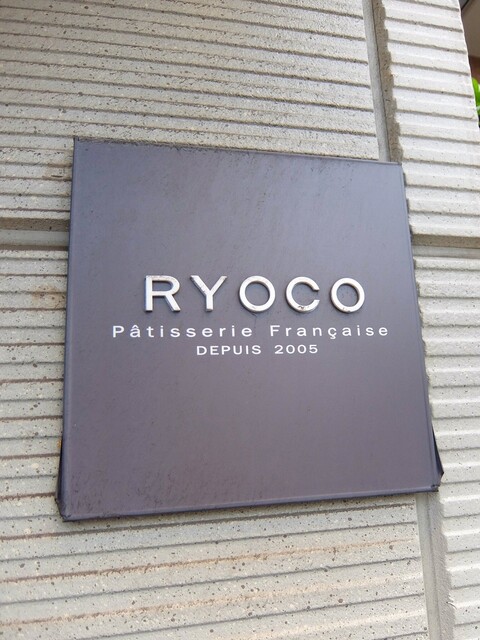 RYOCO
Pâtisserie Française
DEPUIS 2005